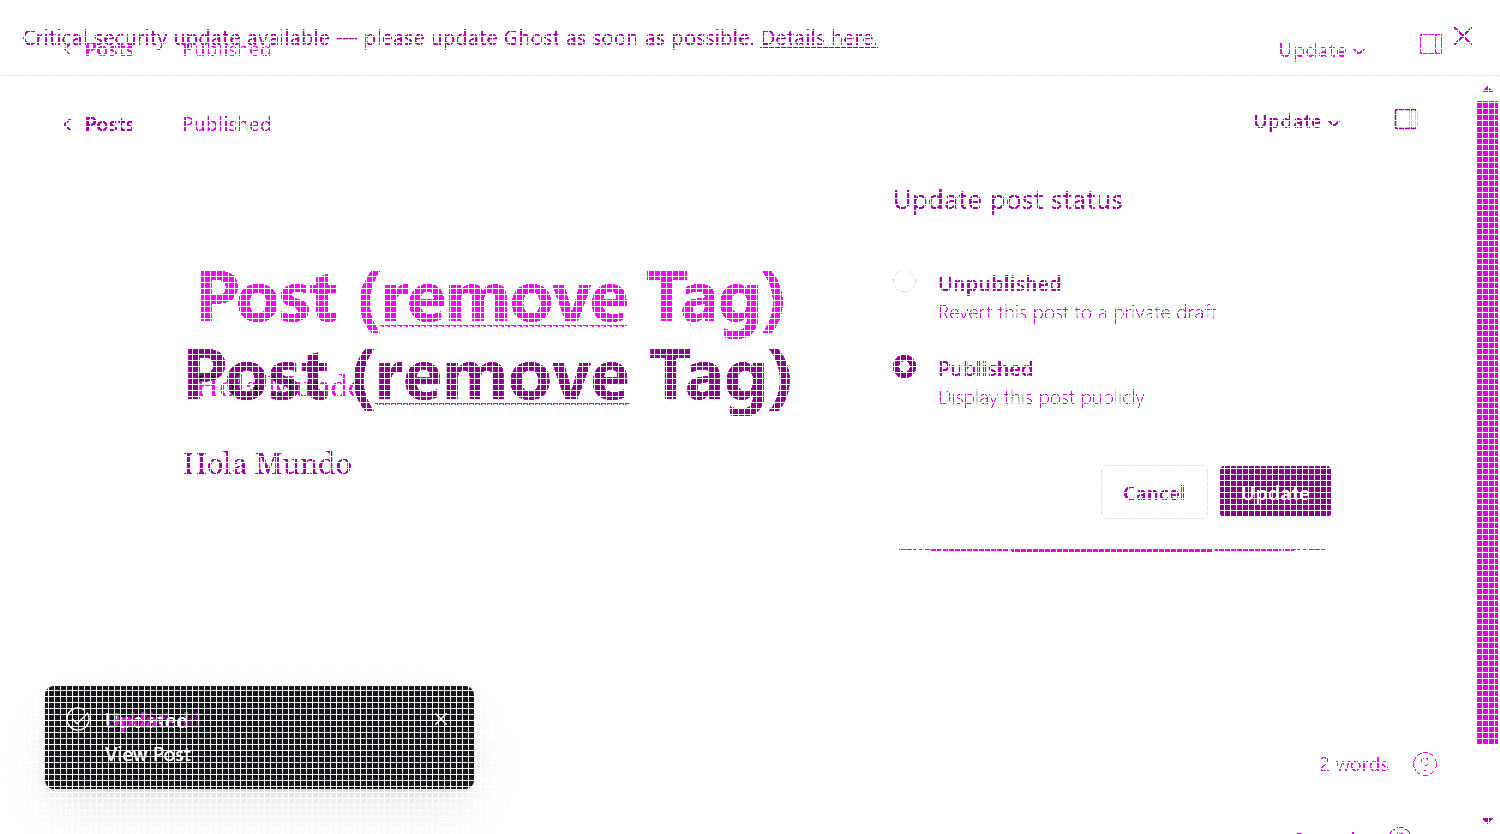 Critical security update available — please update Ghost as soon as possible. Details here.
Posts Published Update
Posts Published Update
Update post status
Post (remove Tag)
Unpublished
Revert this post to a private draft
Post (remove Tag)
Published
Display this post publicly
Hola Mundo
Hola Mundo
Cancel Update
Updated
View Post
2 words